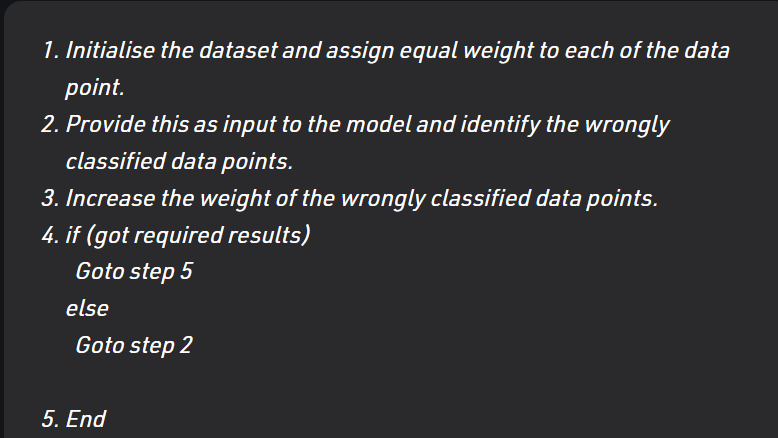 1. Initialise the dataset and assign equal weight to each of the data
point.
2. Provide this as input to the model and identify the wrongly
classified data points.
3. Increase the weight of the wrongly classified data points.
4. if (got required results)
Goto step 5
else
Goto step 2
5. End